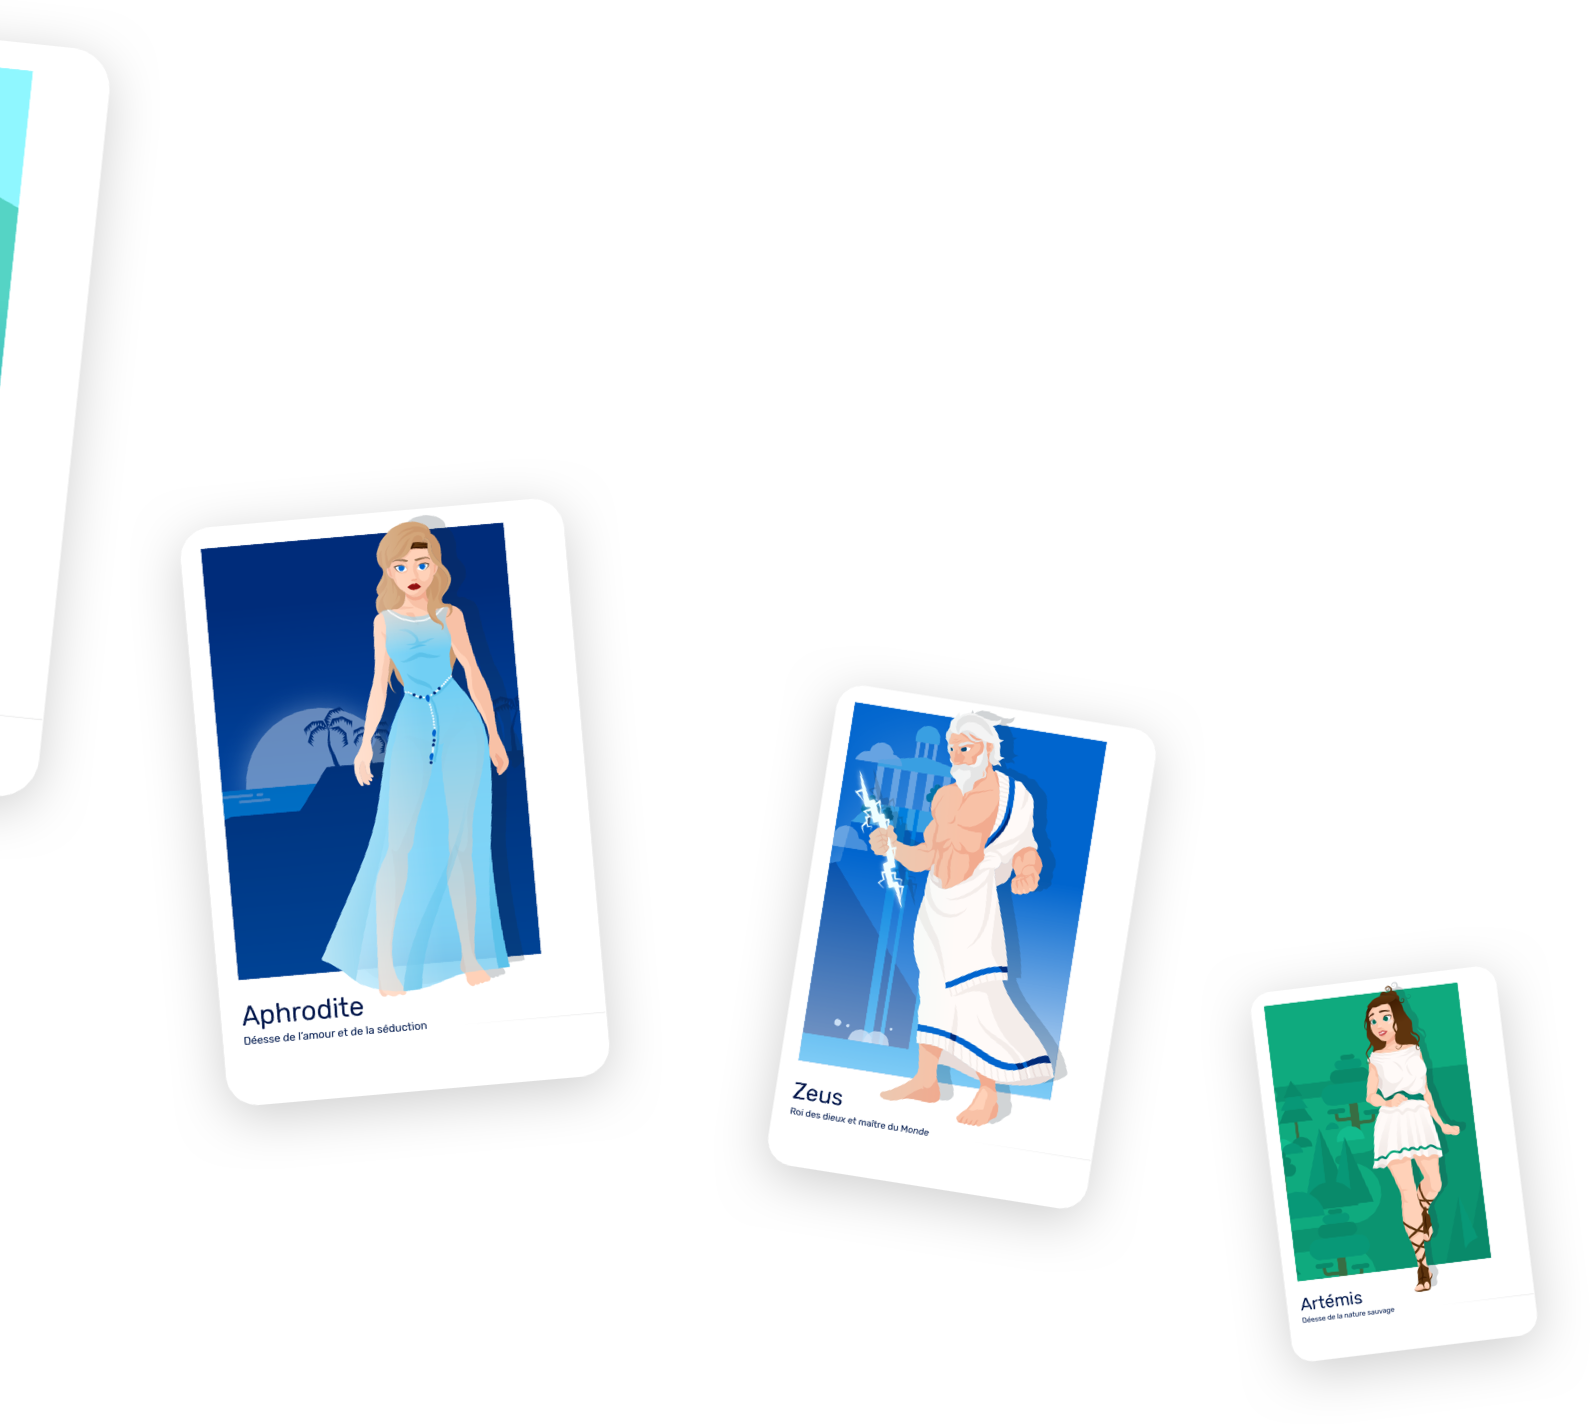 Aphrodite
Déesse de l'amour et de la séduction
Zeus
Roi des dieux et maître du Monde
Artémis
Déesse de la nature sauvage